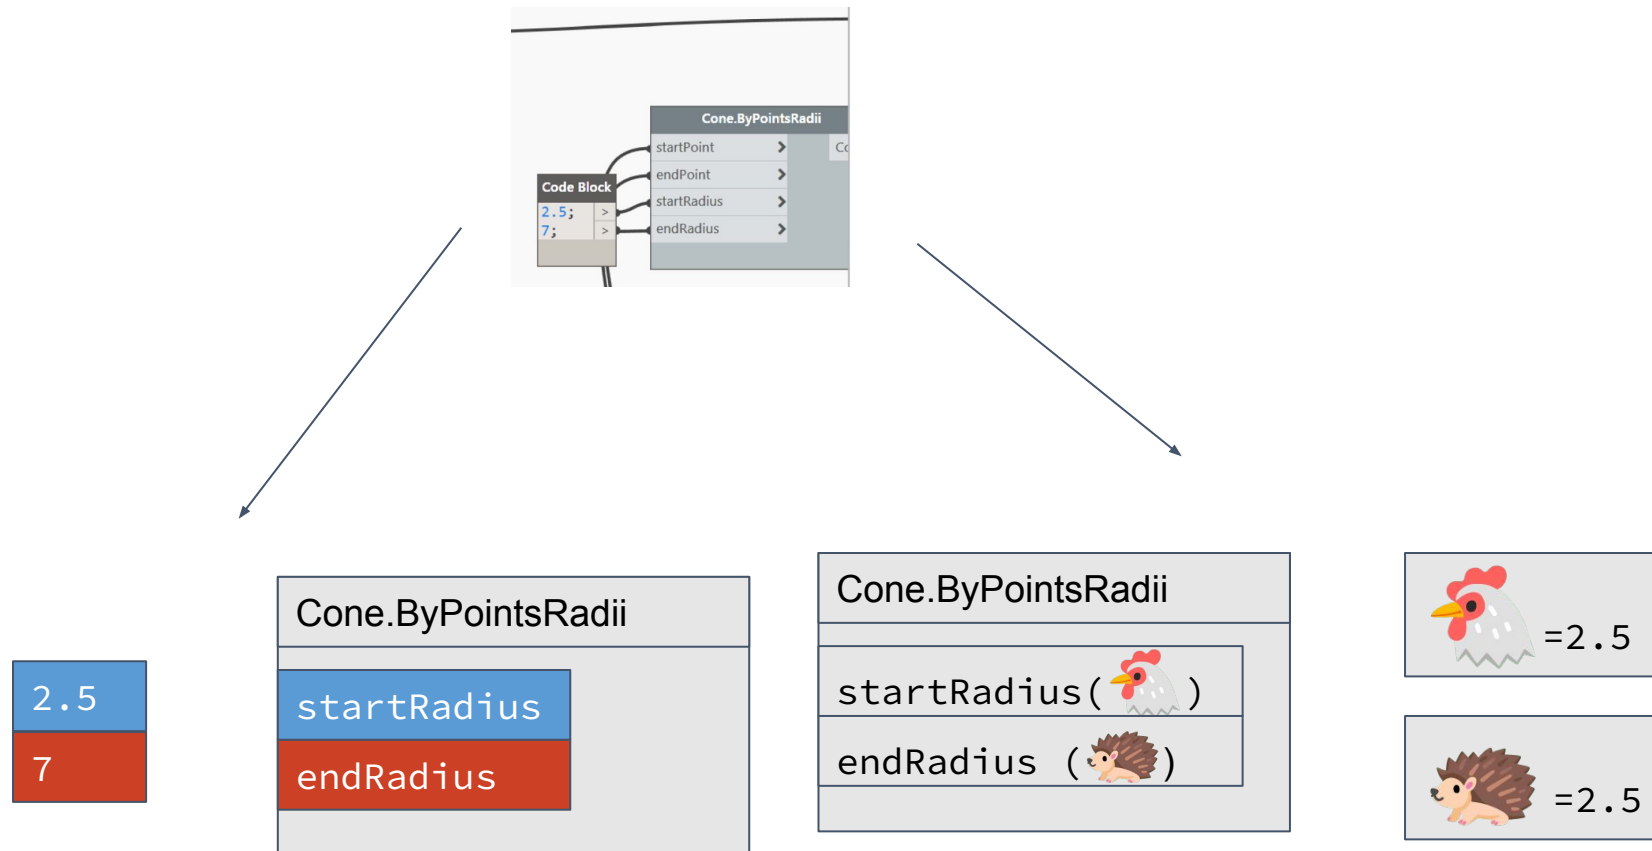 Cone.ByPointsRadii
startPoint >
endPoint >
startRadius >
endRadius >
Code Block
2.5; >
7; >
2.5
7
Cone.ByPointsRadii
startRadius
endRadius
Cone.ByPointsRadii
startRadius( )
endRadius ( )
=2.5
=2.5